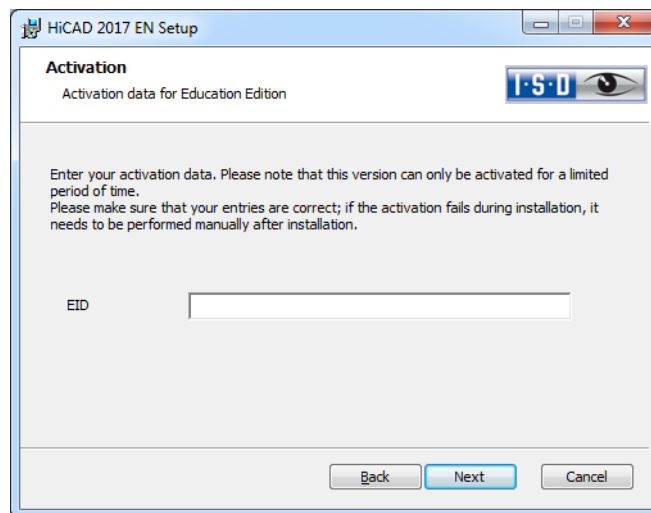 HiCAD 2017 EN Setup
Activation
Activation data for Education Edition
I·S·D
Enter your activation data. Please note that this version can only be activated for a limited
period of time.
Please make sure that your entries are correct; if the activation fails during installation, it
needs to be performed manually after installation.
EID
Back Next Cancel